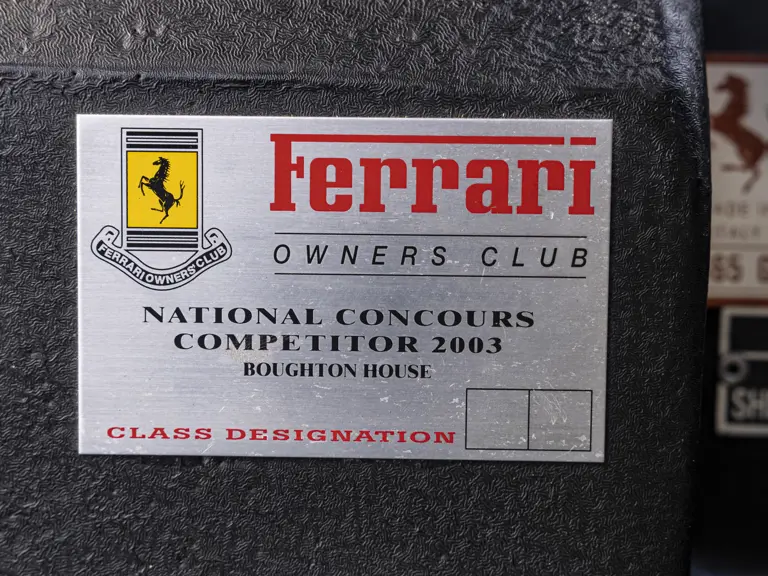 FERRARI OWNERS' CLUB
Ferrari
OWNERS CLUB
NATIONAL CONCOURS
COMPETITOR 2003
BOUGHTON HOUSE
CLASS DESIGNATION